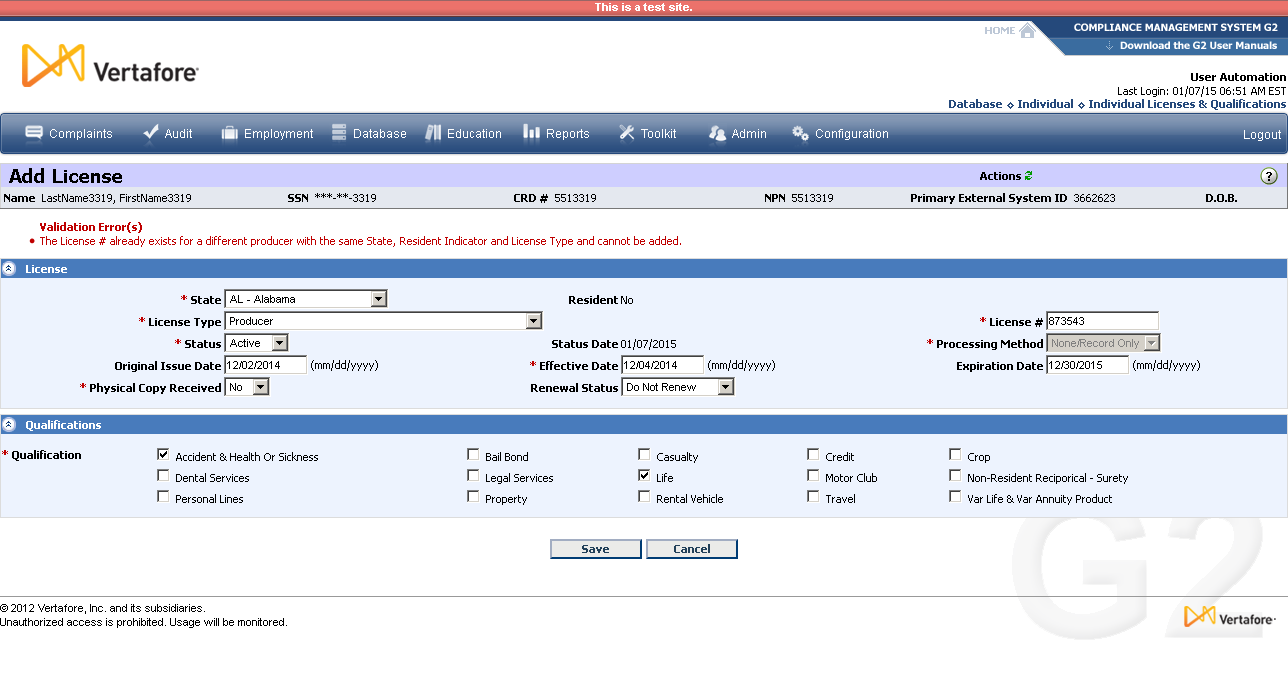 This is a test site.
HOME
COMPLIANCE MANAGEMENT SYSTEM G2
Download the G2 User Manuals
Vertafore
User Automation
Last Login: 01/07/15 06:51 AM EST
Database ⋄ Individual ⋄ Individual Licenses & Qualifications
Complaints Audit Employment Database Education Reports Toolkit Admin Configuration Logout
Add License Actions ?
Name LastName3319, FirstName3319 SSN ***-**-3319 CRD # 5513319 NPN 5513319 Primary External System ID 3662623 D.O.B.
Validation Error(s)
• The License # already exists for a different producer with the same State, Resident Indicator and License Type and cannot be added.
License
* State AL - Alabama Resident No
* License Type Producer * License # 873543
* Status Active Status Date 01/07/2015 * Processing Method None/Record Only
Original Issue Date 12/02/2014 (mm/dd/yyyy) * Effective Date 12/04/2014 (mm/dd/yyyy) Expiration Date 12/30/2015 (mm/dd/yyyy)
* Physical Copy Received No Renewal Status Do Not Renew
Qualifications
* Qualification Accident & Health Or Sickness Bail Bond Casualty Credit Crop
Dental Services Legal Services Life Motor Club Non-Resident Reciporical - Surety
Personal Lines Property Rental Vehicle Travel Var Life & Var Annuity Product
Save Cancel
G2
© 2012 Vertafore, Inc. and its subsidiaries.
Unauthorized access is prohibited. Usage will be monitored.
Vertafore